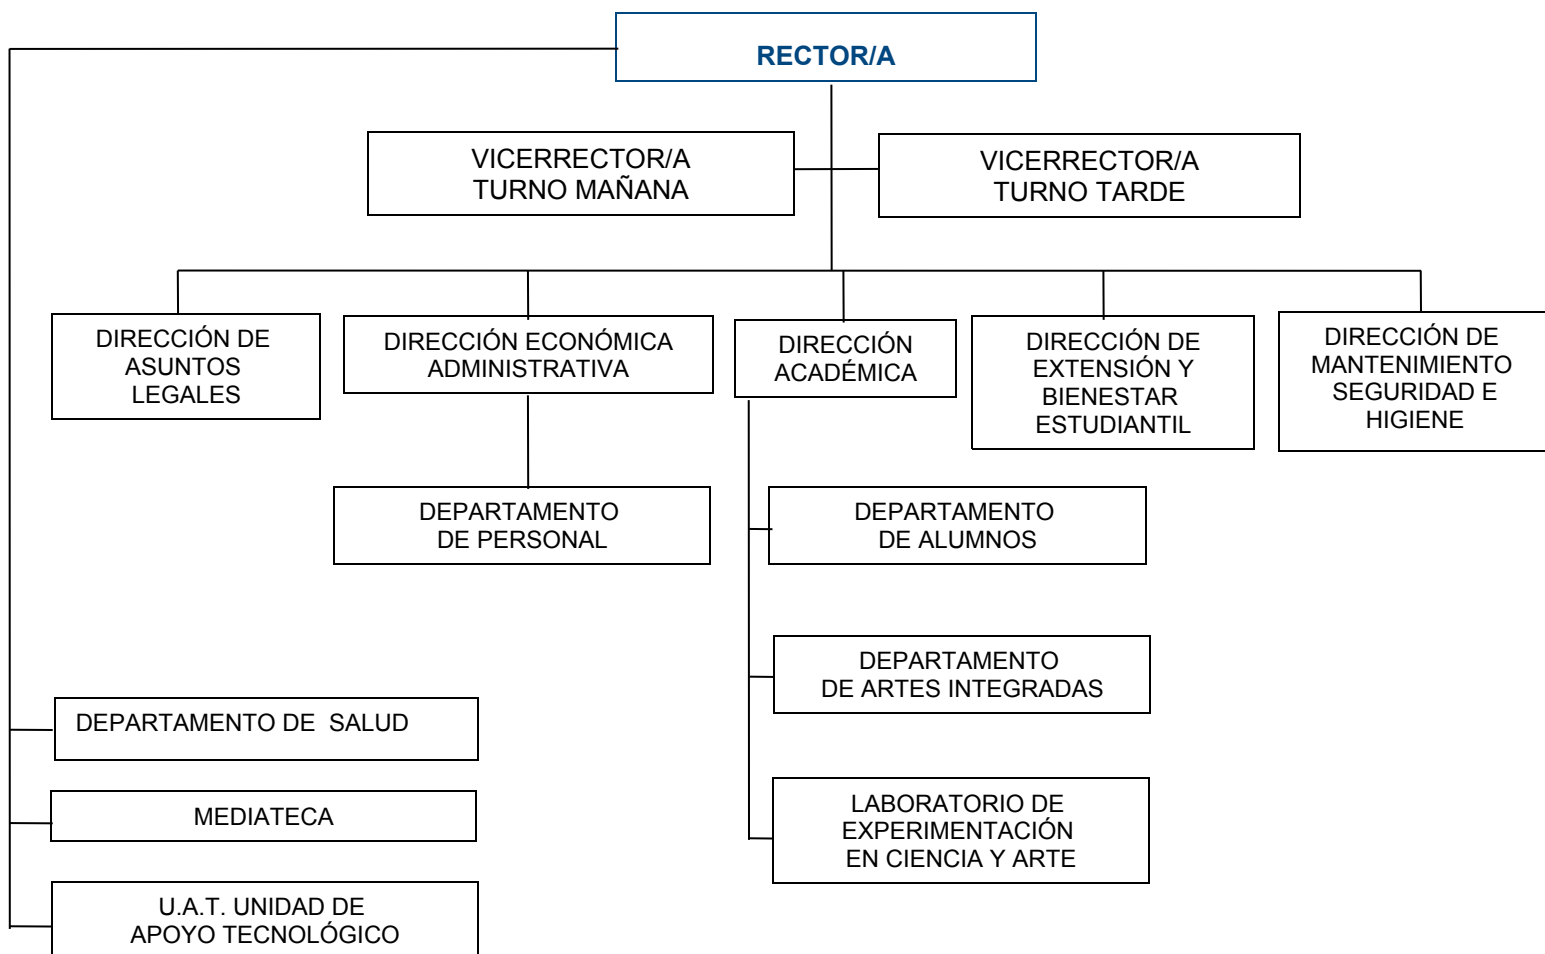 RECTOR/A
VICERRECTOR/A
TURNO MAÑANA
VICERRECTOR/A
TURNO TARDE
DIRECCIÓN DE
ASUNTOS
LEGALES
DIRECCIÓN ECONÓMICA
ADMINISTRATIVA
DIRECCIÓN
ACADÉMICA
DIRECCIÓN DE
EXTENSIÓN Y
BIENESTAR
ESTUDIANTIL
DIRECCIÓN DE
MANTENIMIENTO
SEGURIDAD E
HIGIENE
DEPARTAMENTO
DE PERSONAL
DEPARTAMENTO
DE ALUMNOS
DEPARTAMENTO
DE ARTES INTEGRADAS
DEPARTAMENTO DE SALUD
MEDIATECA
LABORATORIO DE
EXPERIMENTACIÓN
EN CIENCIA Y ARTE
U.A.T. UNIDAD DE
APOYO TECNOLÓGICO